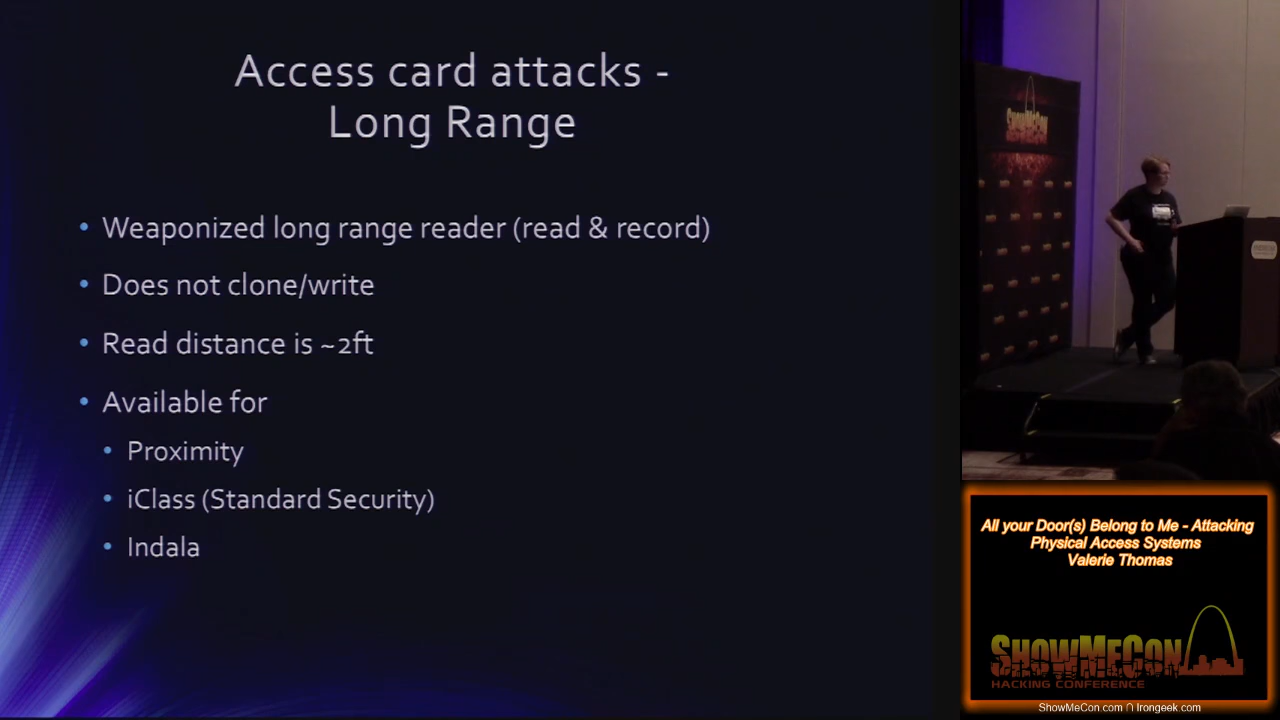 Access card attacks -
Long Range
• Weaponized long range reader (read & record)
• Does not clone/write
• Read distance is ~2ft
• Available for
• Proximity
• iClass (Standard Security)
• Indala
SHOWMECON
All your Door(s) Belong to Me - Attacking
Physical Access Systems
Valerie Thomas
SHOWMECON
HACKING CONFERENCE
ShowMeCon.com ∩ Irongeek.com